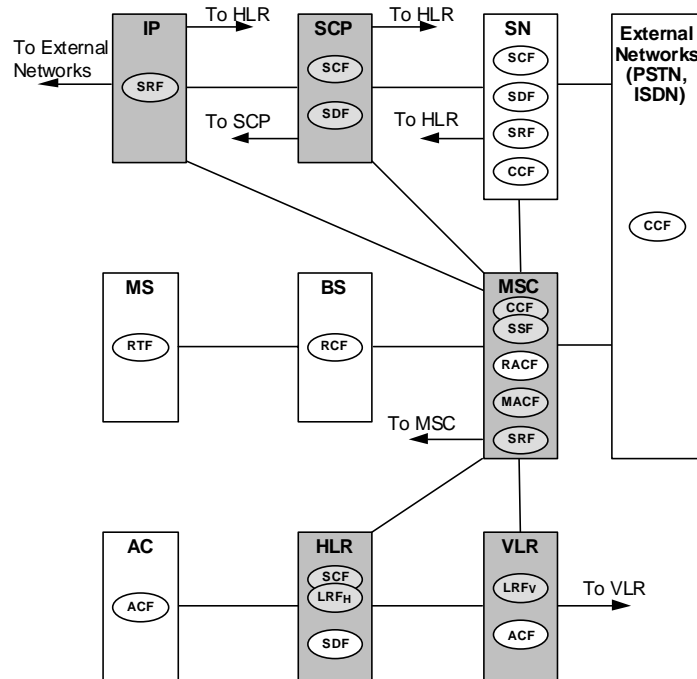 To HLR
To HLR
IP
SCP
SN
External
Networks
(PSTN,
ISDN)
To External
Networks
SRF
SCF
SDF
SCF
SDF
SRF
CCF
To SCP
To HLR
CCF
MS
BS
MSC
RTF
RCF
CCF
SSF
RACF
MACF
SRF
To MSC
AC
HLR
VLR
ACF
SCF
LRFH
SDF
LRFV
ACF
To VLR